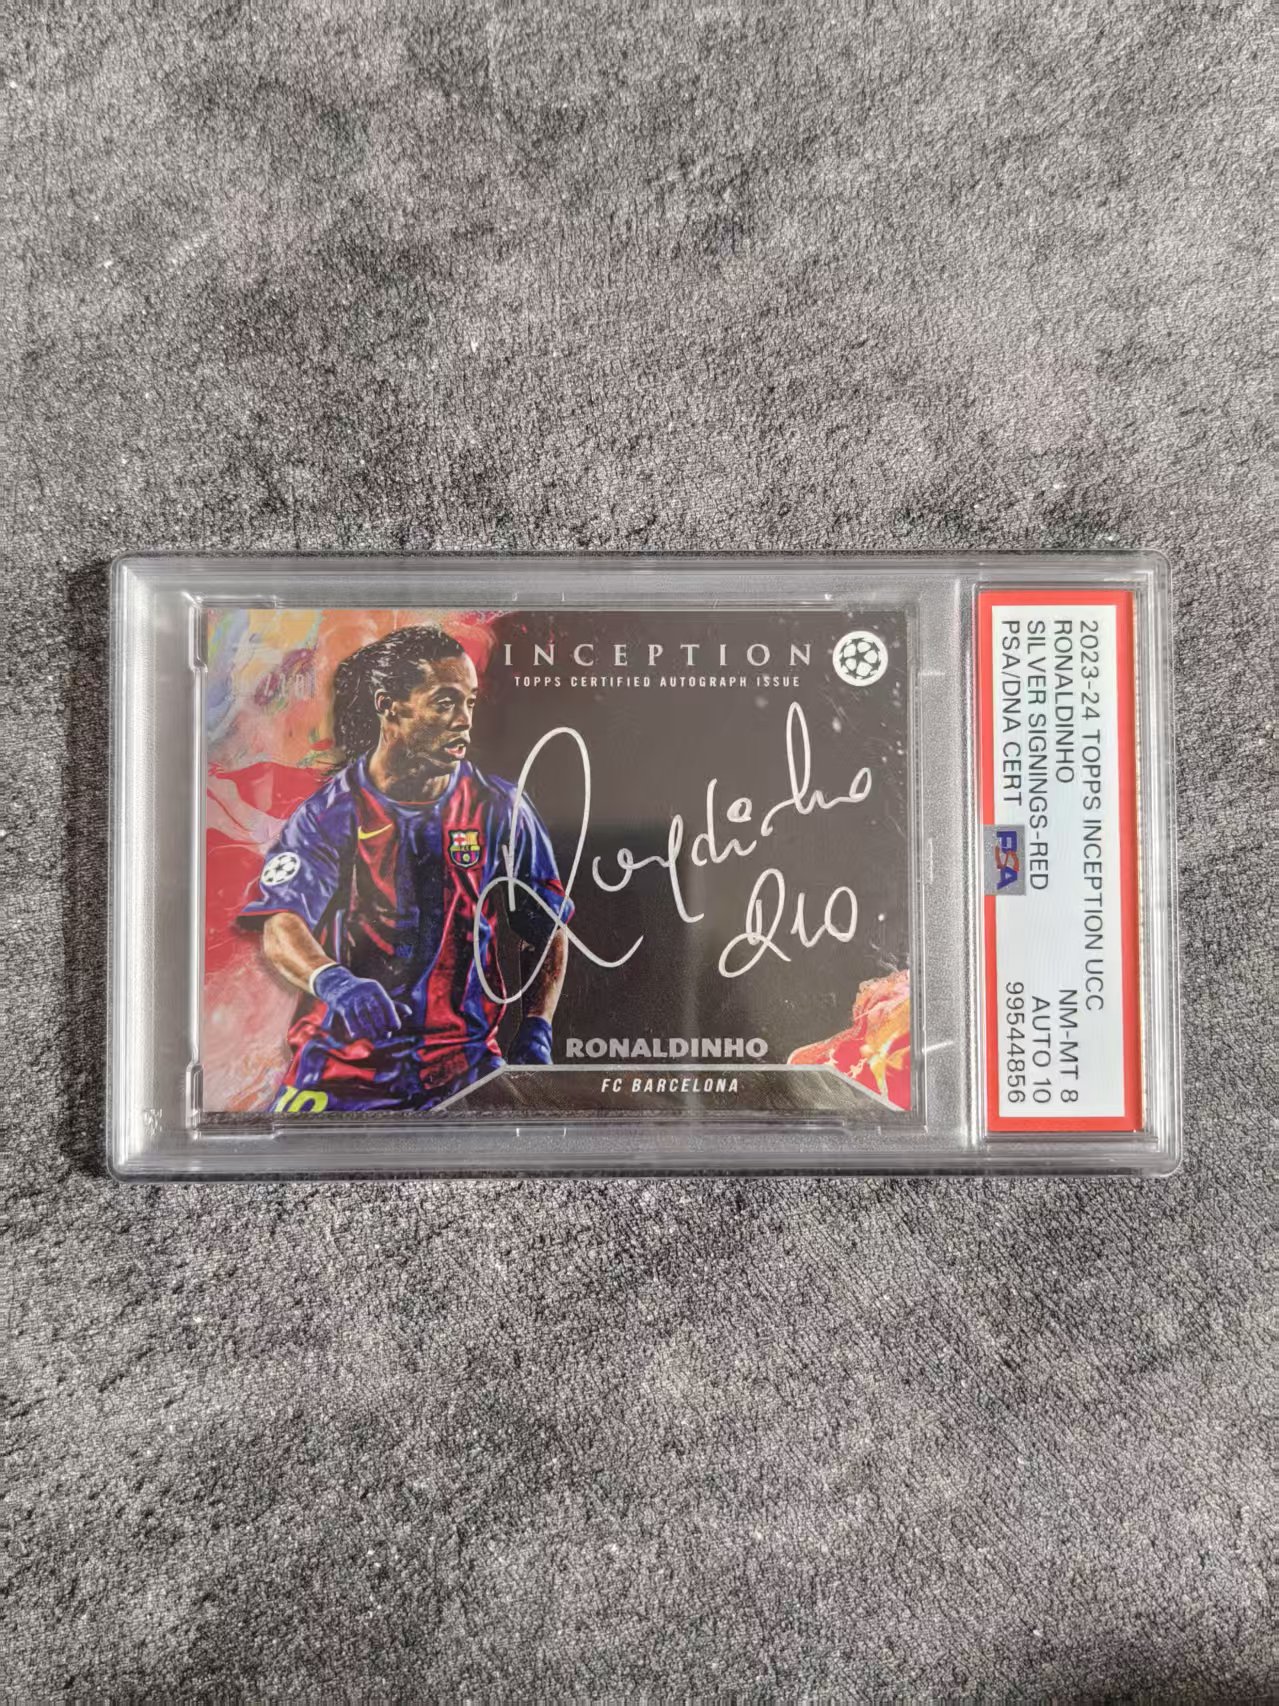 INCEPTION
TOPPS CERTIFIED AUTOGRAPH ISSUE
Ronaldinho
R10
RONALDINHO
FC BARCELONA
2023-24 TOPPS INCEPTION UCC
RONALDINHO NM-MT 8
SILVER SIGNINGS-RED AUTO 10
PSA/DNA CERT 99544856
PSA